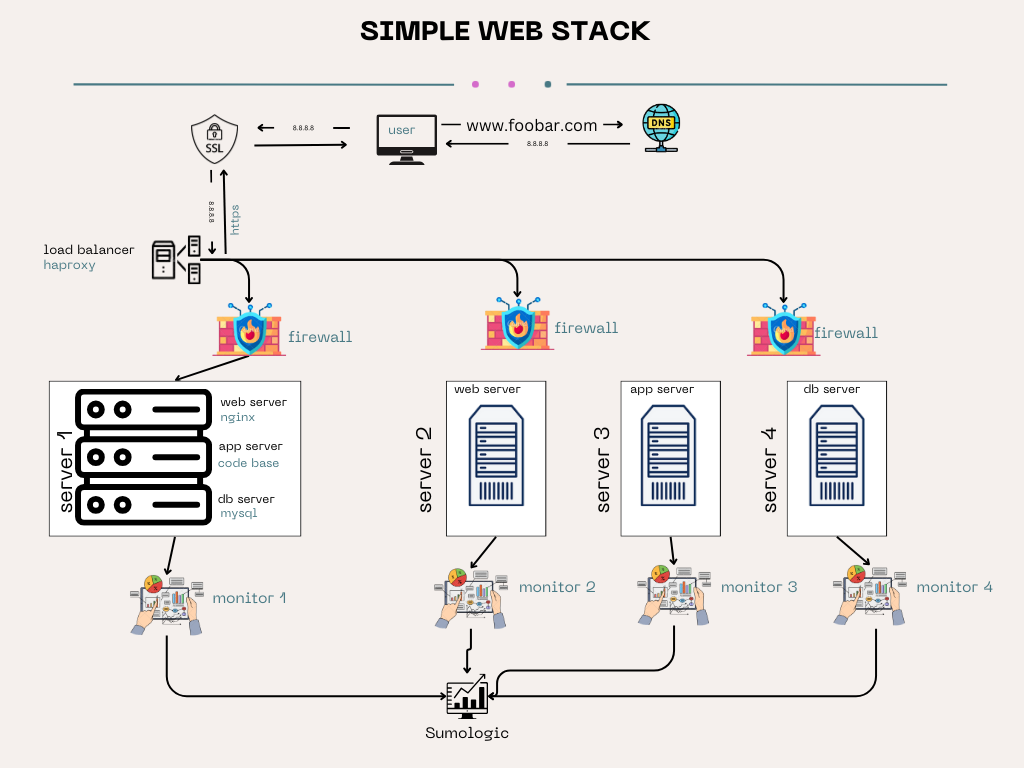 SIMPLE WEB STACK
SSL
8.8.8.8
user
www.foobar.com
8.8.8.8
DNS
8.8.8.8
https
load balancer
haproxy
firewall
firewall
firewall
server 1
web server
nginx
app server
code base
db server
mysql
server 2
web server
server 3
app server
server 4
db server
monitor 1
monitor 2
monitor 3
monitor 4
Sumologic